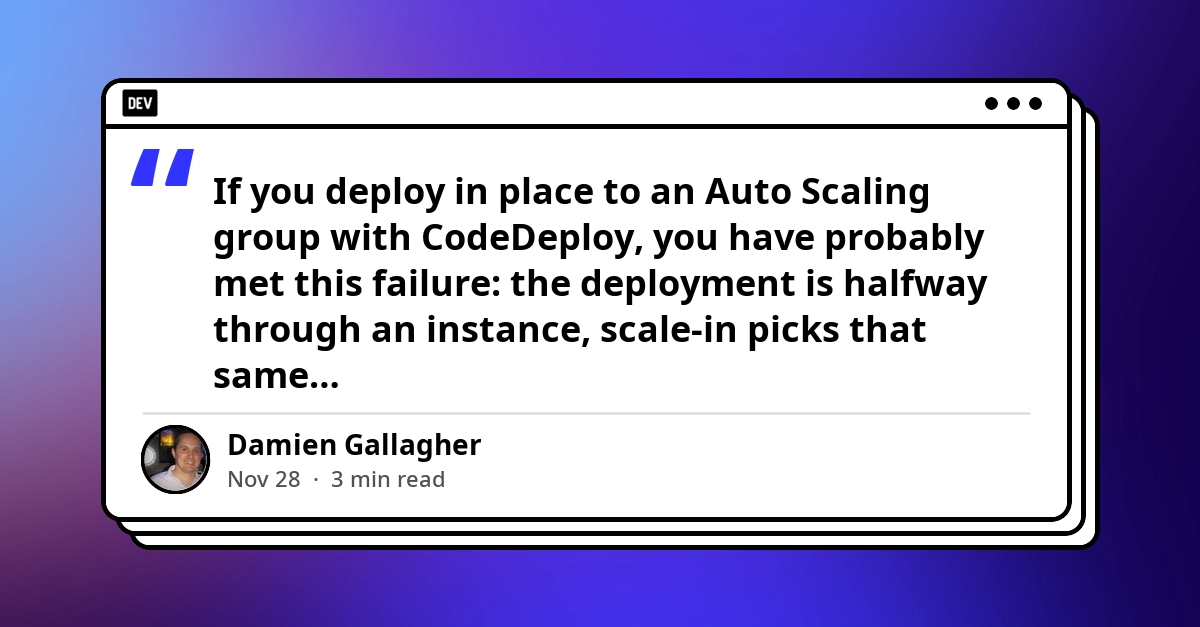 DEV
If you deploy in place to an Auto Scaling
group with CodeDeploy, you have probably
met this failure: the deployment is halfway
through an instance, scale-in picks that
same...
Damien Gallagher
Nov 28 · 3 min read